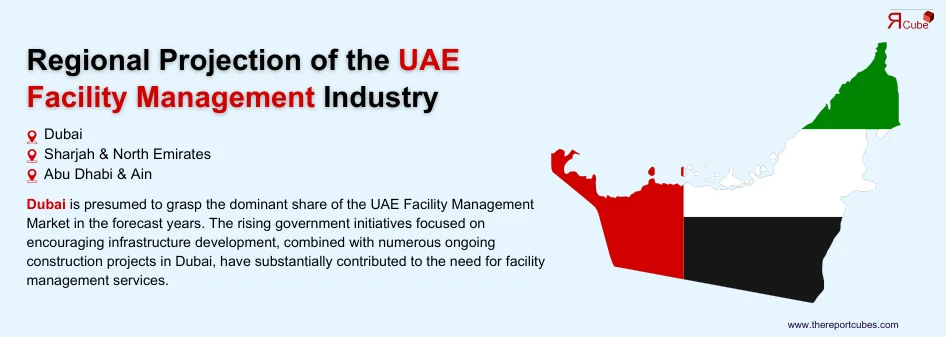 ЯCube
Regional Projection of the UAE
Facility Management Industry
Dubai
Sharjah & North Emirates
Abu Dhabi & Ain
Dubai is presumed to grasp the dominant share of the UAE Facility Management
Market in the forecast years. The rising government initiatives focused on
encouraging infrastructure development, combined with numerous ongoing
construction projects in Dubai, have substantially contributed to the need for facility
management services.
www.thereportcubes.com